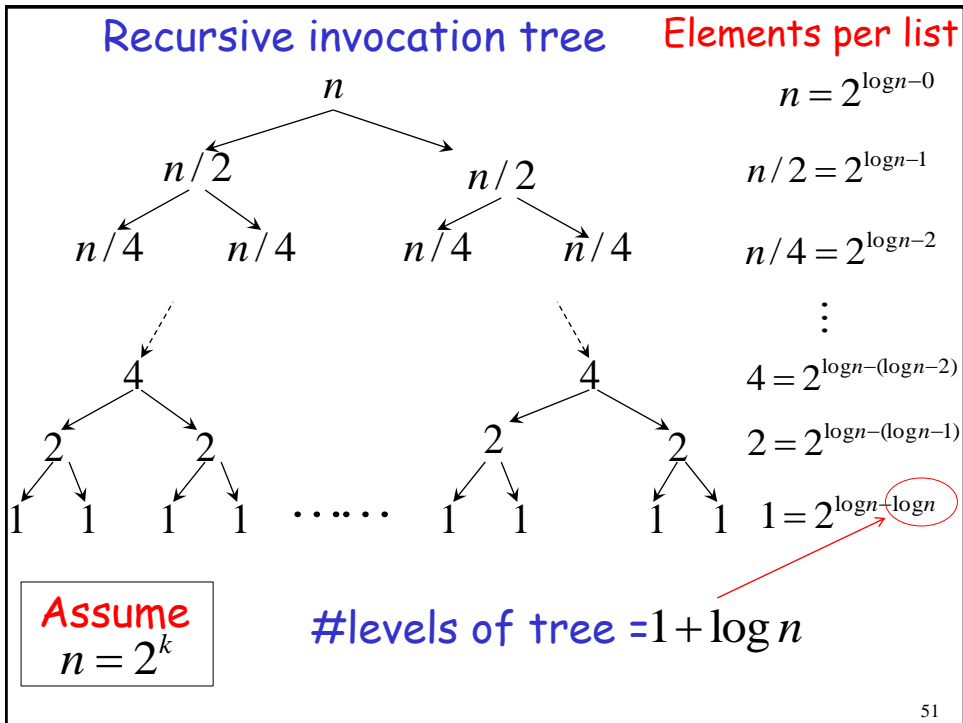 Recursive invocation tree Elements per list
n n = 2^{log n−0}
n/2 n/2 n/2 = 2^{log n−1}
n/4 n/4 n/4 n/4 n/4 = 2^{log n−2}
⋮
4 4 4 = 2^{log n−(log n−2)}
2 2 2 2 2 = 2^{log n−(log n−1)}
1 1 1 1 …… 1 1 1 1 1 = 2^{log n−log n}
Assume
n = 2^k
#levels of tree = 1 + log n
51